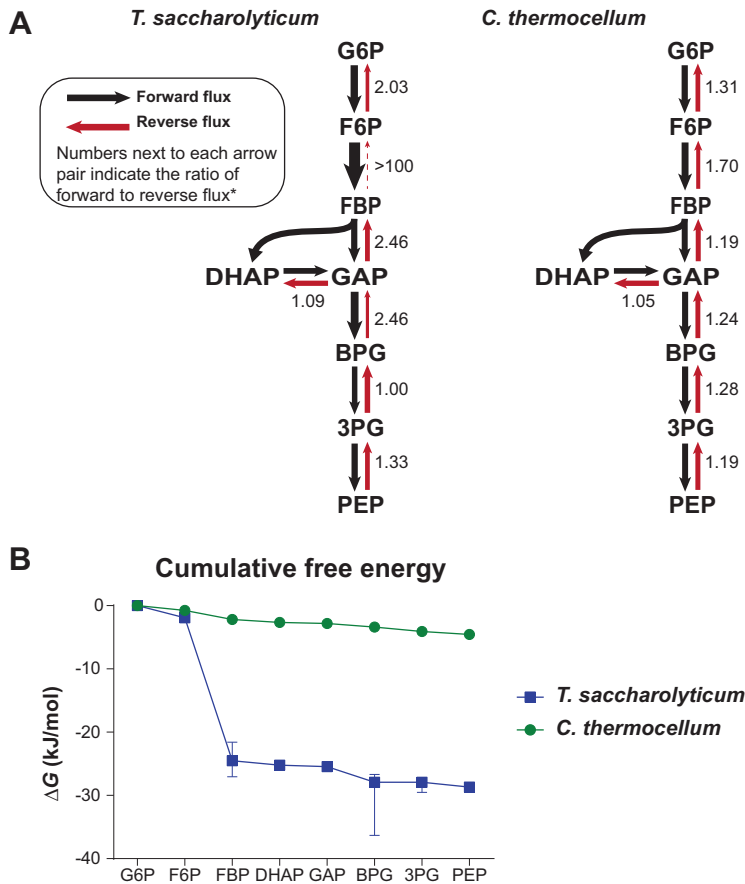 A
T. saccharolyticum
C. thermocellum
Forward flux
Reverse flux
Numbers next to each arrow
pair indicate the ratio of
forward to reverse flux*
G6P
2.03
F6P
>100
FBP
2.46
DHAP
GAP
1.09
2.46
BPG
1.00
3PG
1.33
PEP
G6P
1.31
F6P
1.70
FBP
1.19
DHAP
GAP
1.05
1.24
BPG
1.28
3PG
1.19
PEP
B
Cumulative free energy
ΔG (kJ/mol)
0
-10
-20
-30
-40
G6P F6P FBP DHAP GAP BPG 3PG PEP
T. saccharolyticum
C. thermocellum